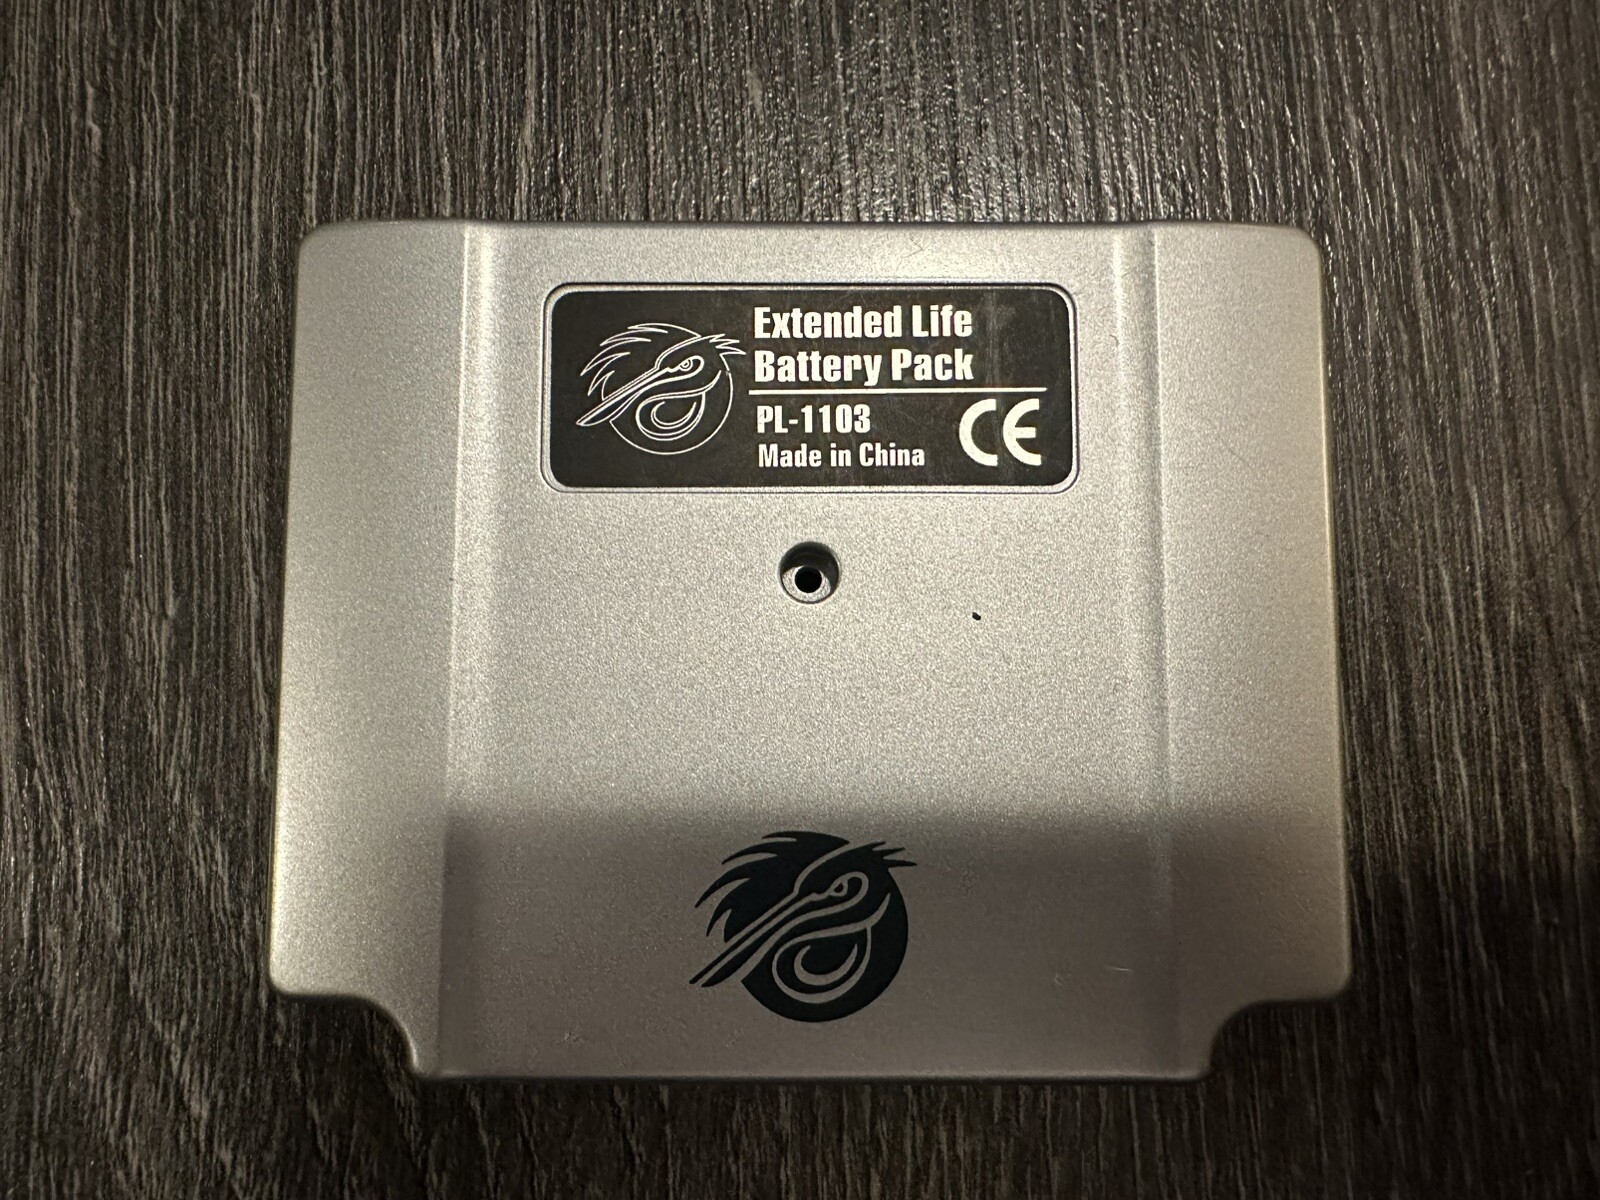 Extended Life
Battery Pack
PL-1103
Made in China
CE